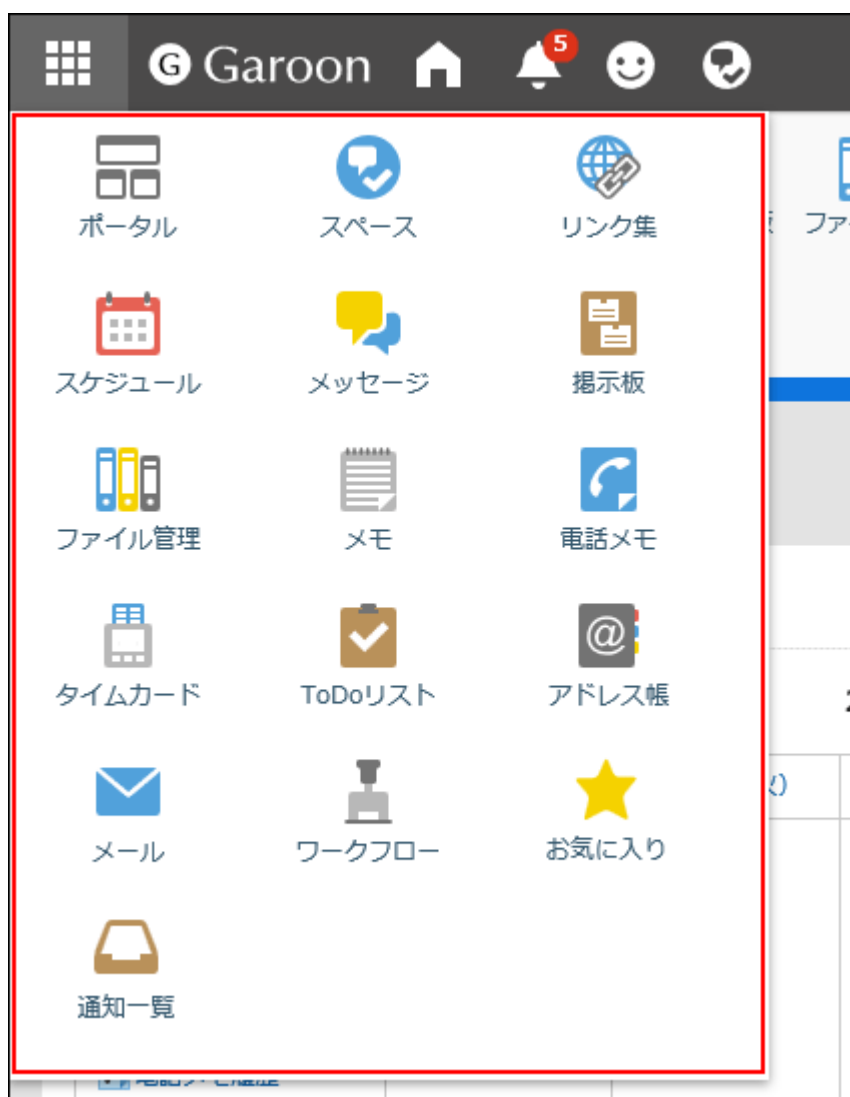 G Garoon 5
ポータル スペース リンク集
ファ
スケジュール メッセージ 掲示板
ファイル管理 メモ 電話メモ
タイムカード ToDoリスト @ アドレス帳
メール ワークフロー お気に入り
通知一覧